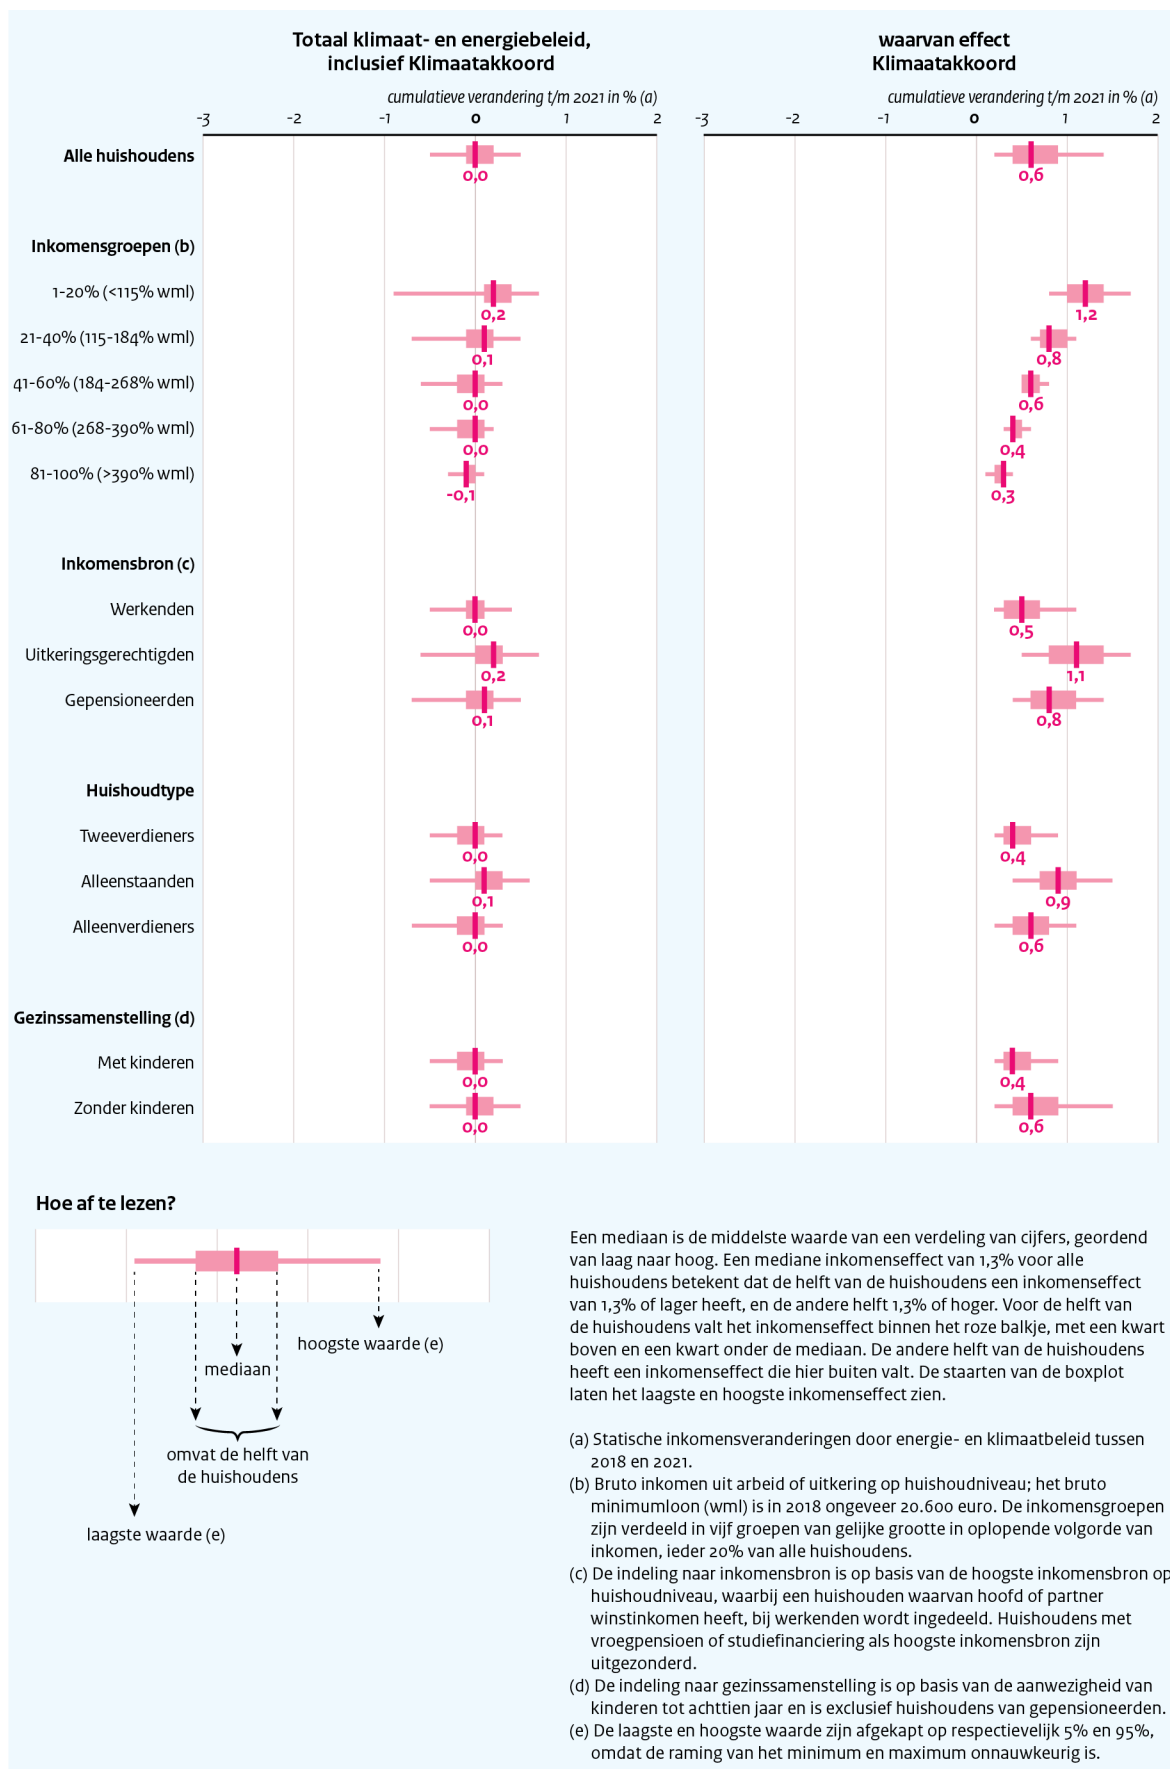 Totaal klimaat- en energiebeleid,
inclusief Klimaatakkoord
waarvan effect
Klimaatakkoord
cumulatieve verandering t/m 2021 in % (a)
cumulatieve verandering t/m 2021 in % (a)
-3 -2 -1 0 1 2
-3 -2 -1 0 1 2
Alle huishoudens
0,0
0,6
Inkomensgroepen (b)
1-20% (<115% wml)
0,2
1,2
21-40% (115-184% wml)
0,1
0,8
41-60% (184-268% wml)
0,0
0,6
61-80% (268-390% wml)
0,0
0,4
81-100% (>390% wml)
-0,1
0,3
Inkomensbron (c)
Werkenden
0,0
0,5
Uitkeringsgerechtigden
0,2
1,1
Gepensioneerden
0,1
0,8
Huishoudtype
Tweeverdieners
0,0
0,4
Alleenstaanden
0,1
0,9
Alleenverdieners
0,0
0,6
Gezinssamenstelling (d)
Met kinderen
0,0
0,4
Zonder kinderen
0,0
0,6
Hoe af te lezen?
hoogste waarde (e)
mediaan
omvat de helft van
de huishoudens
laagste waarde (e)
Een mediaan is de middelste waarde van een verdeling van cijfers, geordend
van laag naar hoog. Een mediane inkomenseffect van 1,3% voor alle
huishoudens betekent dat de helft van de huishoudens een inkomenseffect
van 1,3% of lager heeft, en de andere helft 1,3% of hoger. Voor de helft van
de huishoudens valt het inkomenseffect binnen het roze balkje, met een kwart
boven en een kwart onder de mediaan. De andere helft van de huishoudens
heeft een inkomenseffect die hier buiten valt. De staarten van de boxplot
laten het laagste en hoogste inkomenseffect zien.
(a) Statische inkomensveranderingen door energie- en klimaatbeleid tussen
2018 en 2021.
(b) Bruto inkomen uit arbeid of uitkering op huishoudniveau; het bruto
minimumloon (wml) is in 2018 ongeveer 20.600 euro. De inkomensgroepen
zijn verdeeld in vijf groepen van gelijke grootte in oplopende volgorde van
inkomen, ieder 20% van alle huishoudens.
(c) De indeling naar inkomensbron is op basis van de hoogste inkomensbron op
huishoudniveau, waarbij een huishouden waarvan hoofd of partner
winstinkomen heeft, bij werkenden wordt ingedeeld. Huishoudens met
vroegpensioen of studiefinanciering als hoogste inkomensbron zijn
uitgezonderd.
(d) De indeling naar gezinssamenstelling is op basis van de aanwezigheid van
kinderen tot achttien jaar en is exclusief huishoudens van gepensioneerden.
(e) De laagste en hoogste waarde zijn afgekapt op respectievelijk 5% en 95%,
omdat de raming van het minimum en maximum onnauwkeurig is.